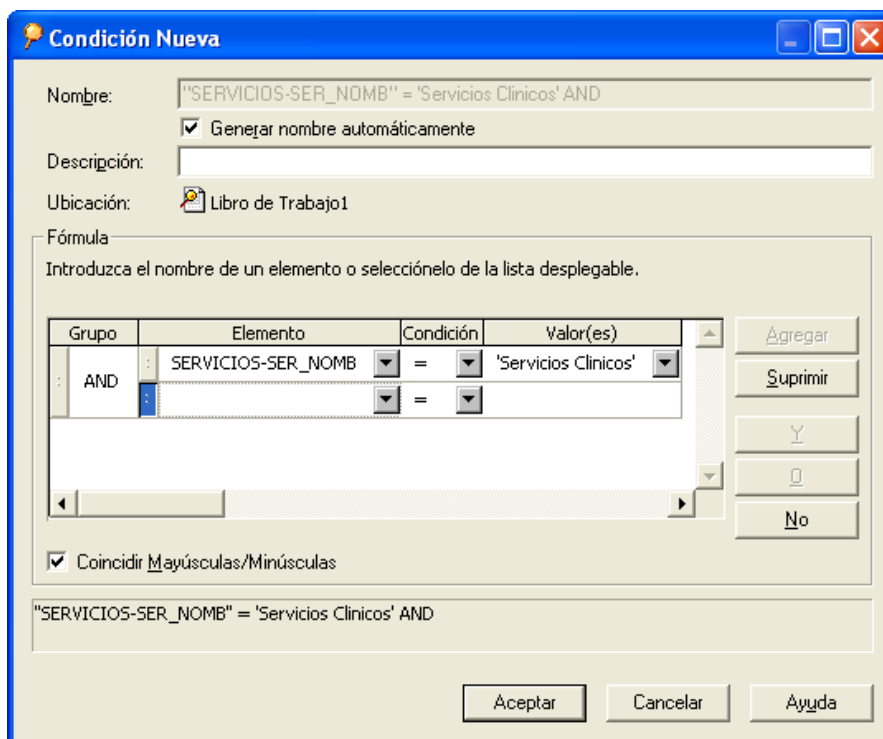 Condición Nueva
Nombre: "SERVICIOS-SER_NOMB" = 'Servicios Clinicos' AND
Generar nombre automáticamente
Descripción:
Ubicación: Libro de Trabajo1
Fórmula
Introduzca el nombre de un elemento o selecciónelo de la lista desplegable.
Grupo Elemento Condición Valor(es)
Agregar
: AND : SERVICIOS-SER_NOMB = 'Servicios Clinicos'
Suprimir
: =
Y
O
No
Coincidir Mayúsculas/Minúsculas
"SERVICIOS-SER_NOMB" = 'Servicios Clinicos' AND
Aceptar Cancelar Ayuda